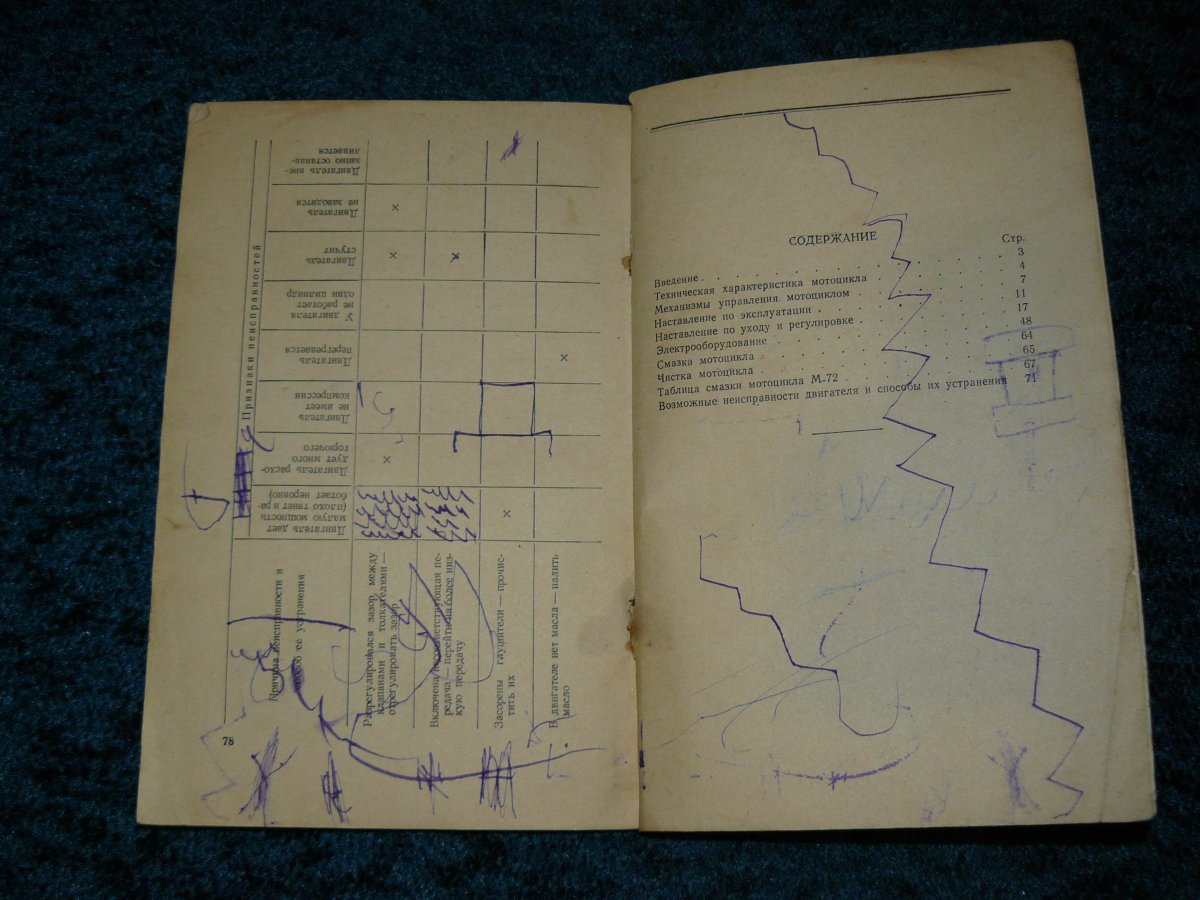 Признаки неисправностей
Причина неисправности и
способ ее устранения
Двигатель дает
малую мощность
(плохо тянет и ра-
ботает неровно)
Двигатель расхо-
дует много
горючего
Двигатель
не имеет
компрессии
Двигатель
перегревается
У двигателя
не работает
один цилиндр
Двигатель
стучит
Двигатель
не заводится
Двигатель вне-
запно останав-
ливается
Разрегулировался зазор между
клапанами и толкателями —
отрегулировать зазор
× × ×
Включена несоответствующая пе-
редача — перейти на более низ-
кую передачу
×
Засорены глушители — прочис-
тить их
×
В двигателе нет масла — налить
масло
×
78
СОДЕРЖАНИЕ
Стр.
Введение . . . . . . . . . . 3
Техническая характеристика мотоцикла . . . . . 4
Механизмы управления мотоциклом . . . . . 7
Наставление по эксплуатации . . . . . . 11
Наставление по уходу и регулировке . . . . . 17
Электрооборудование . . . . . . . 48
Смазка мотоцикла . . . . . . . 64
Чистка мотоцикла . . . . . . . 65
Таблица смазки мотоцикла М-72 . . . . . 67
Возможные неисправности двигателя и способы их устранения 71